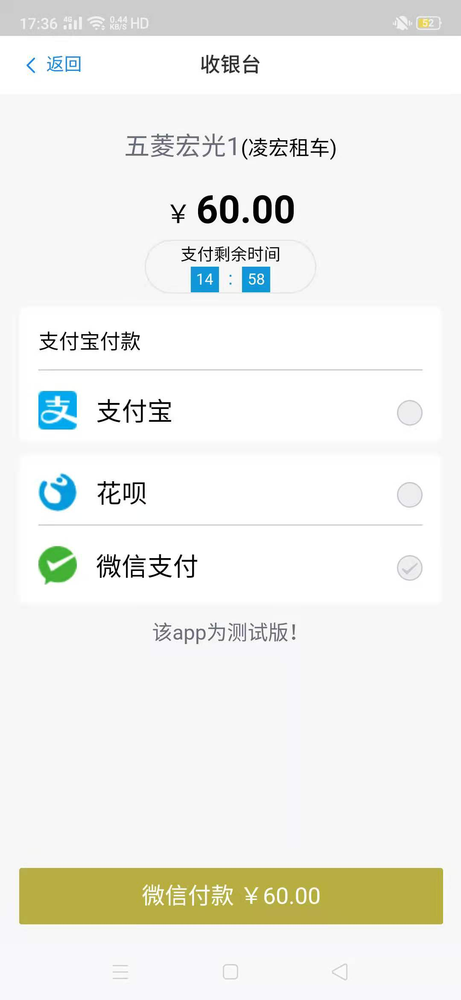 17:36 4G 0.44 KB/S HD 52
返回 收银台
五菱宏光1(凌宏租车)
￥ 60.00
支付剩余时间
14 : 58
支付宝付款
支 支付宝
花呗
微信支付
该app为测试版！
微信付款 ￥60.00